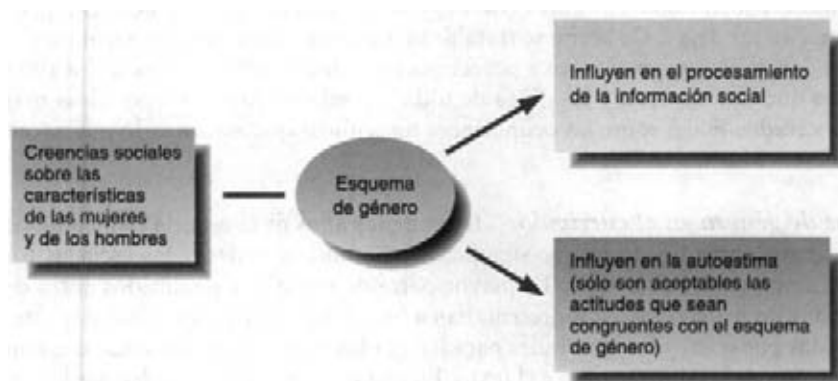 Creencias sociales
sobre las
características
de las mujeres
y de los hombres
Esquema
de género
Influyen en el procesamiento
de la información social
Influyen en la autoestima
(sólo son aceptables las
actitudes que sean
congruentes con el esquema
de género)